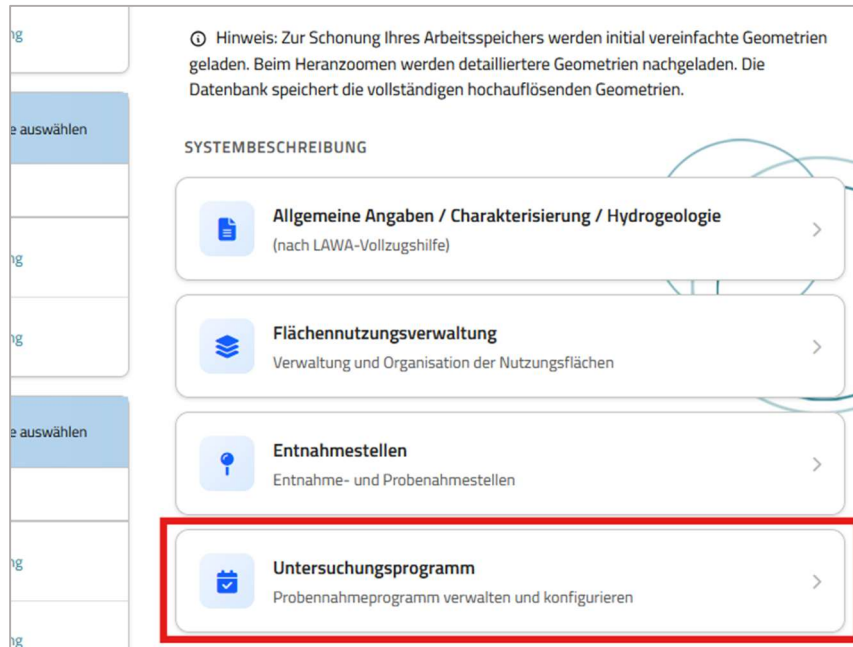 ng
e auswählen
ng
ng
e auswählen
ng
ng
Hinweis: Zur Schonung Ihres Arbeitsspeichers werden initial vereinfachte Geometrien
geladen. Beim Heranzoomen werden detailliertere Geometrien nachgeladen. Die
Datenbank speichert die vollständigen hochauflösenden Geometrien.
SYSTEMBESCHREIBUNG
Allgemeine Angaben / Charakterisierung / Hydrogeologie
(nach LAWA-Vollzugshilfe)
Flächennutzungsverwaltung
Verwaltung und Organisation der Nutzungsflächen
Entnahmestellen
Entnahme- und Probenahmestellen
Untersuchungsprogramm
Probennahmeprogramm verwalten und konfigurieren